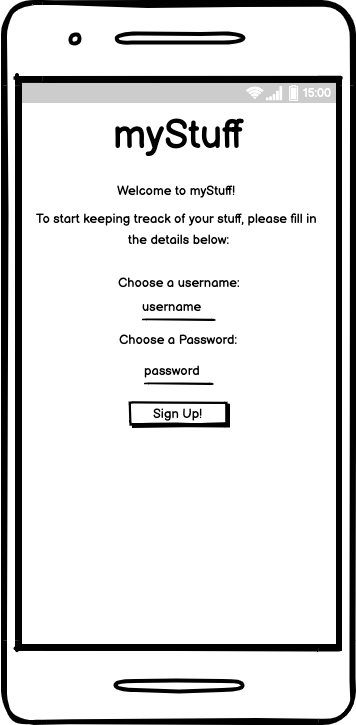 15:00
myStuff
Welcome to myStuff!
To start keeping treack of your stuff, please fill in
the details below:
Choose a username:
username
Choose a Password:
password
Sign Up!